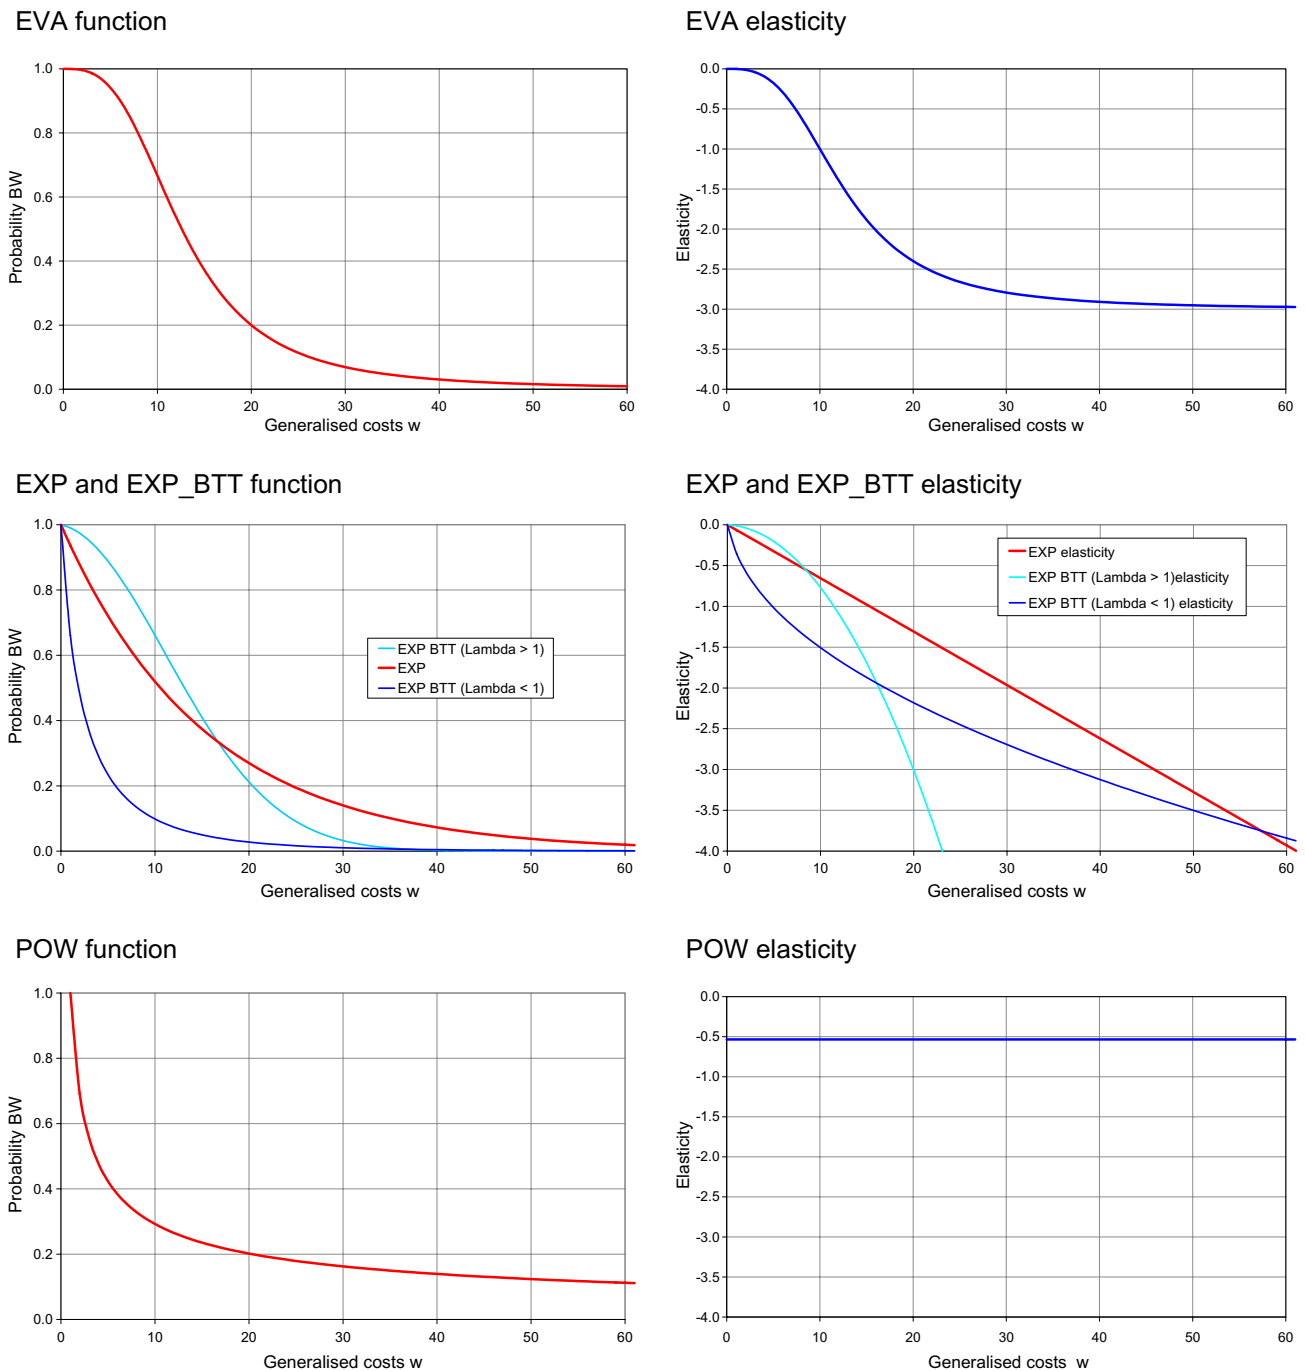 EVA function
1.0
0.8
0.6
0.4
0.2
0.0
Probability BW
0 10 20 30 40 50 60
Generalised costs w
EVA elasticity
0.0
-0.5
-1.0
-1.5
-2.0
-2.5
-3.0
-3.5
-4.0
Elasticity
0 10 20 30 40 50 60
Generalised costs w
EXP and EXP_BTT function
1.0
0.8
0.6
0.4
0.2
0.0
Probability BW
EXP BTT (Lambda > 1)
EXP
EXP BTT (Lambda < 1)
0 10 20 30 40 50 60
Generalised costs w
EXP and EXP_BTT elasticity
0.0
-0.5
-1.0
-1.5
-2.0
-2.5
-3.0
-3.5
-4.0
Elasticity
EXP elasticity
EXP BTT (Lambda > 1)elasticity
EXP BTT (Lambda < 1) elasticity
0 10 20 30 40 50 60
Generalised costs w
POW function
1.0
0.8
0.6
0.4
0.2
0.0
Probability BW
0 10 20 30 40 50 60
Generalised costs w
POW elasticity
0.0
-0.5
-1.0
-1.5
-2.0
-2.5
-3.0
-3.5
-4.0
Elasticity
0 10 20 30 40 50 60
Generalised costs w